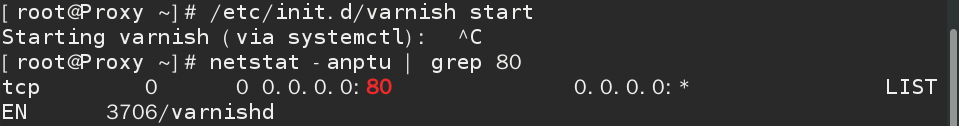 [root@Proxy ~]# /etc/init.d/varnish start
Starting varnish (via systemctl):  ^C
[root@Proxy ~]# netstat -anptu | grep 80
tcp        0      0 0.0.0.0:80              0.0.0.0:*               LIST
EN      3706/varnishd